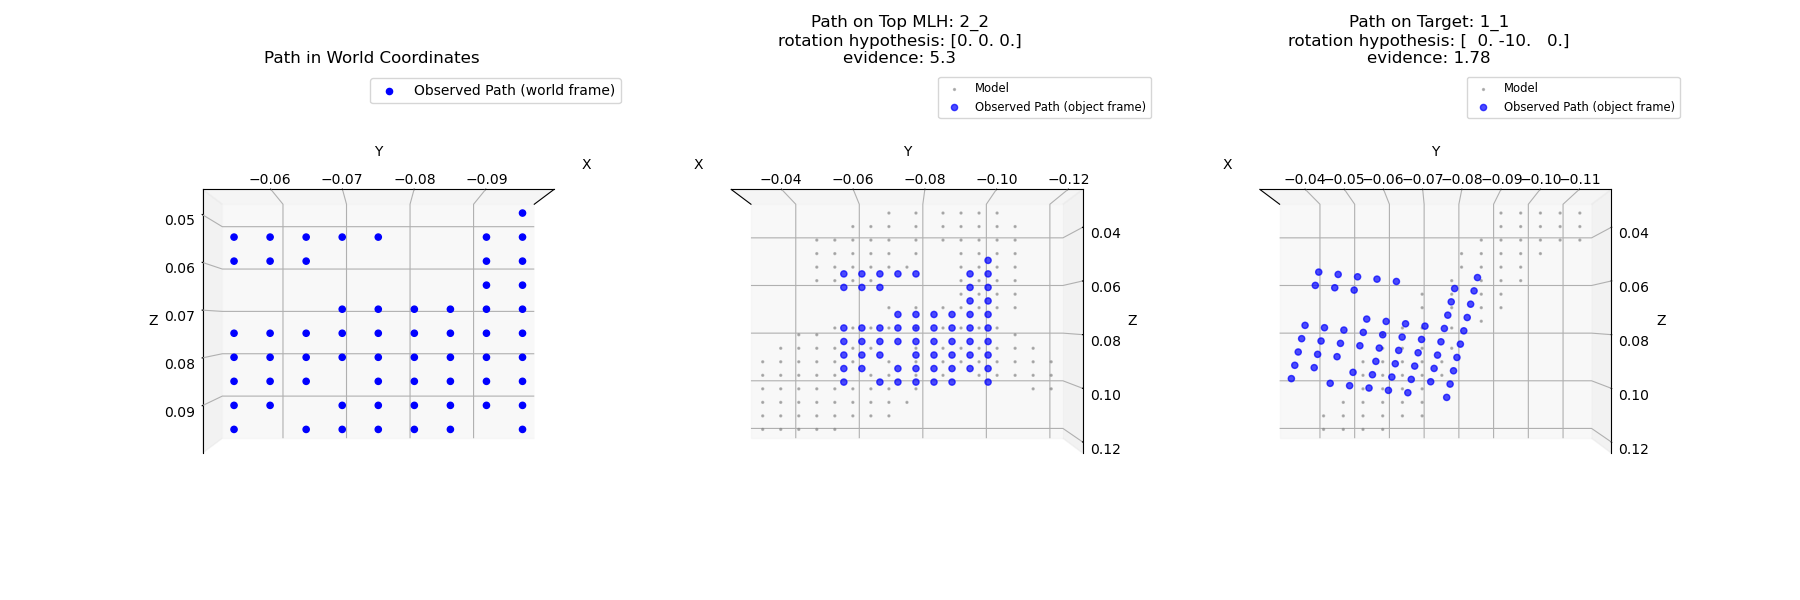 Path in World Coordinates
Observed Path (world frame)
Y
X
−0.06 −0.07 −0.08 −0.09
0.05
0.06
0.07
Z
0.08
0.09
Path on Top MLH: 2_2
rotation hypothesis: [0. 0. 0.]
evidence: 5.3
Model
Observed Path (object frame)
Y
X
−0.04 −0.06 −0.08 −0.10 −0.12
0.04
0.06
Z
0.08
0.10
0.12
Path on Target: 1_1
rotation hypothesis: [  0. -10.   0.]
evidence: 1.78
Model
Observed Path (object frame)
Y
X
−0.04 −0.05 −0.06 −0.07 −0.08 −0.09 −0.10 −0.11
0.04
0.06
Z
0.08
0.10
0.12